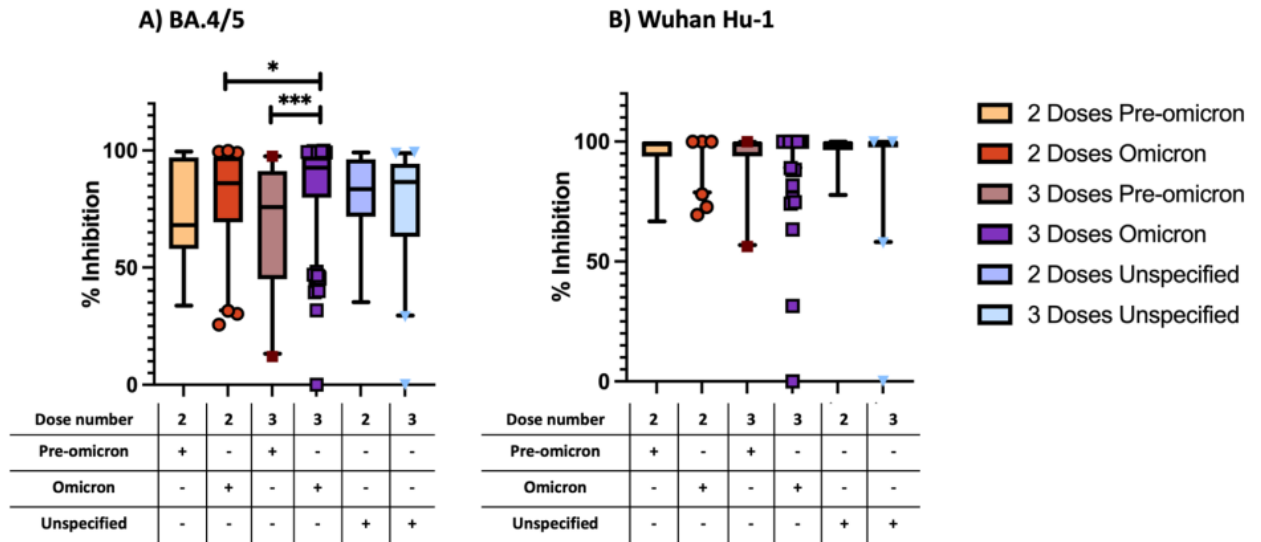 A) BA.4/5
B) Wuhan Hu-1
*
***
% Inhibition
100
50
0
% Inhibition
100
50
0
2 Doses Pre-omicron
2 Doses Omicron
3 Doses Pre-omicron
3 Doses Omicron
2 Doses Unspecified
3 Doses Unspecified
Dose number 2 2 3 3 2 3
Pre-omicron + - + - - -
Omicron - + - + - -
Unspecified - - - - + +
Dose number 2 2 3 3 2 3
Pre-omicron + - + - - -
Omicron - + - + - -
Unspecified - - - - + +